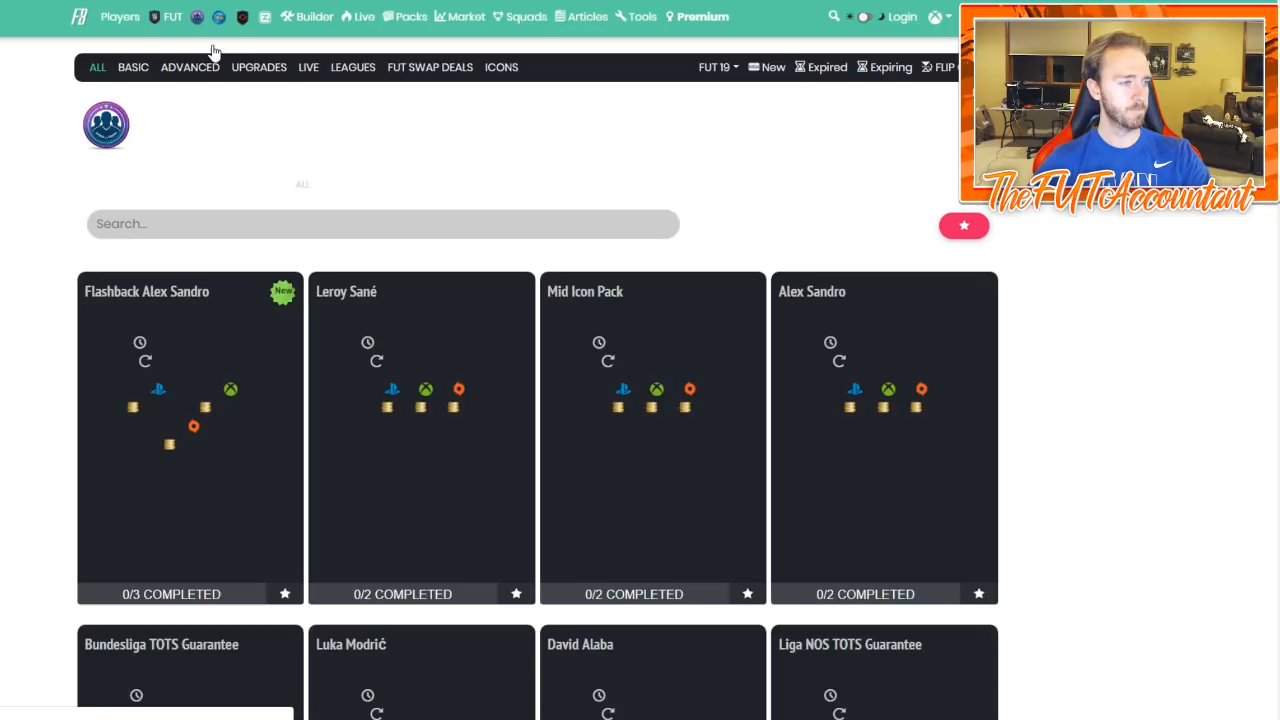 F8 Players FUT Builder Live Packs Market Squads Articles Tools Premium Login
ALL BASIC ADVANCED UPGRADES LIVE LEAGUES FUT SWAP DEALS ICONS FUT 19 New Expired Expiring FLIP
TheFUTAccountant
ALL
Search...
Flashback Alex Sandro New Leroy Sané Mid Icon Pack Alex Sandro
0/3 COMPLETED 0/2 COMPLETED 0/2 COMPLETED 0/2 COMPLETED
Bundesliga TOTS Guarantee Luka Modrić David Alaba Liga NOS TOTS Guarantee